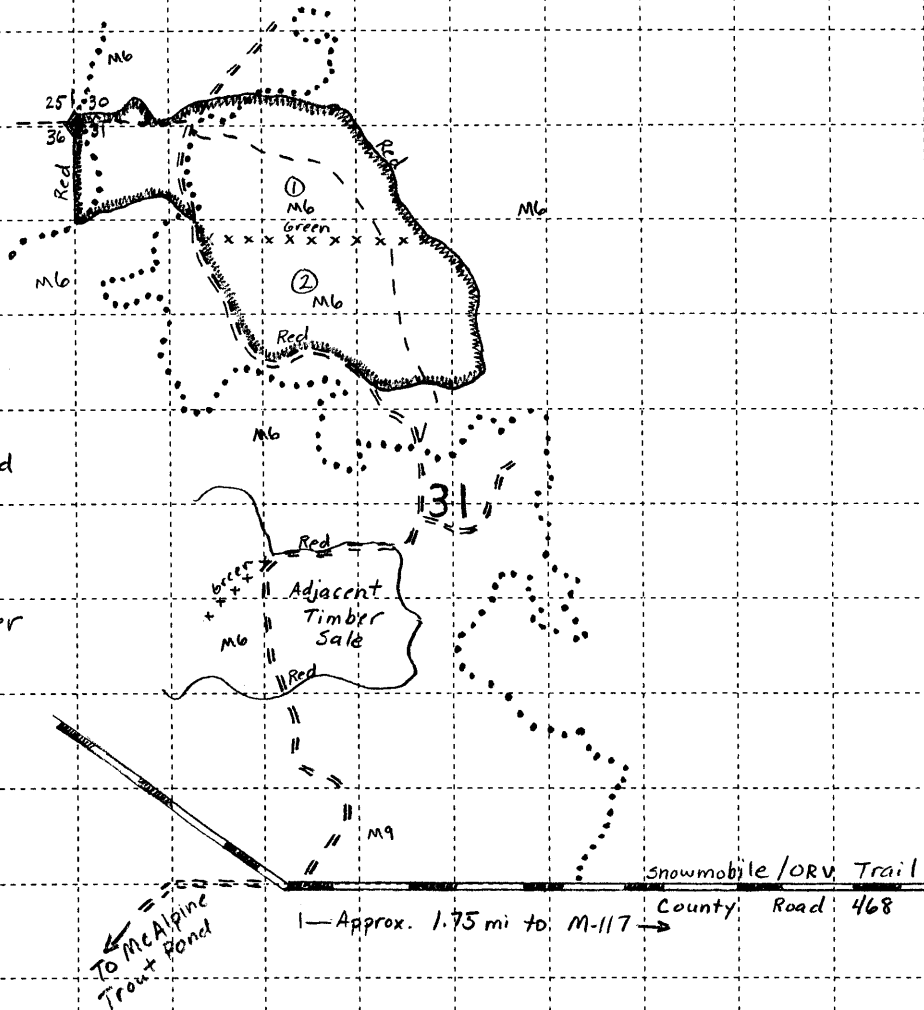 M6
25 30
36 31
Red
Red
1
M6
Green
M6
M6
2
M6
Red
M6
d
31
Red
Green
Adjacent
Timber
Sale
er
M6
Red
M9
Snowmobile / ORV Trail
County Road 468
Approx. 1.75 mi to M-117
To McAlpine
Trout Pond